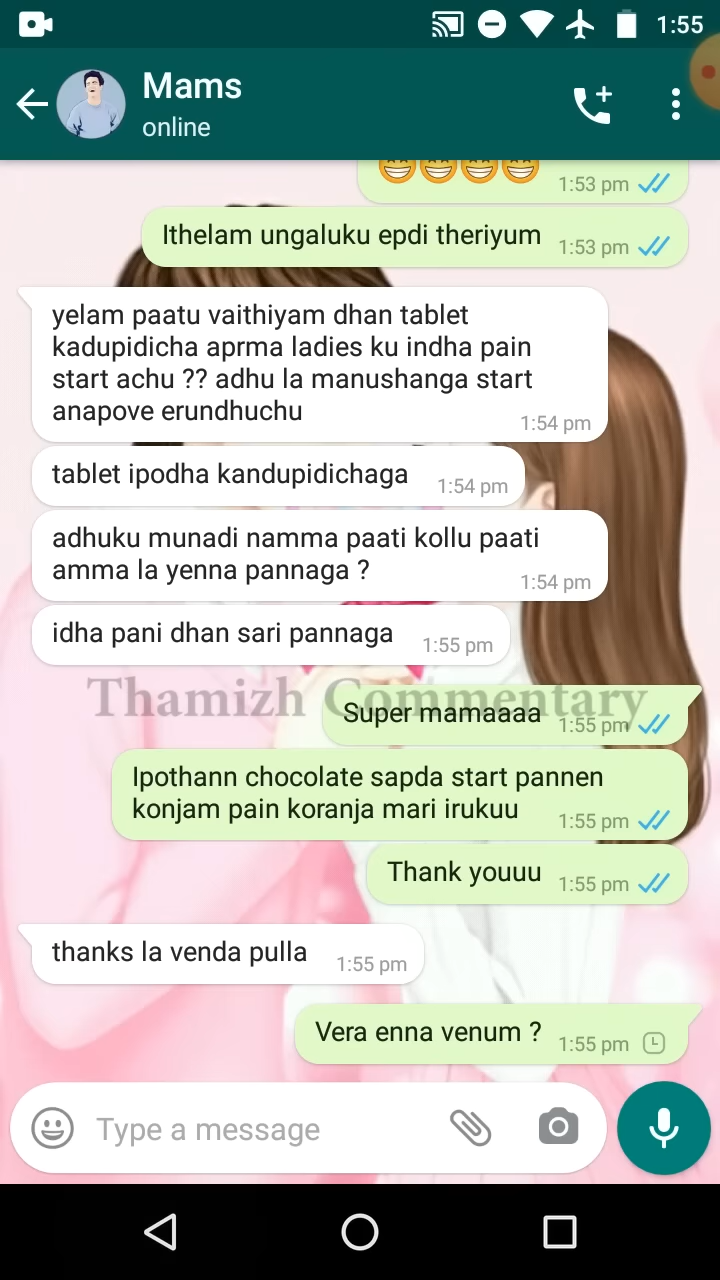 1:55
Mams
online
😁😁😁😁 1:53 pm
Ithelam ungaluku epdi theriyum 1:53 pm
yelam paatu vaithiyam dhan tablet
kadupidicha aprma ladies ku indha pain
start achu ?? adhu la manushanga start
anapove erundhuchu 1:54 pm
tablet ipodha kandupidichaga 1:54 pm
adhuku munadi namma paati kollu paati
amma la yenna pannaga ? 1:54 pm
idha pani dhan sari pannaga 1:55 pm
Thamizh Commentary
Super mamaaaa 1:55 pm
Ipothann chocolate sapda start pannen
konjam pain koranja mari irukuu 1:55 pm
Thank youuu 1:55 pm
thanks la venda pulla 1:55 pm
Vera enna venum ? 1:55 pm
Type a message